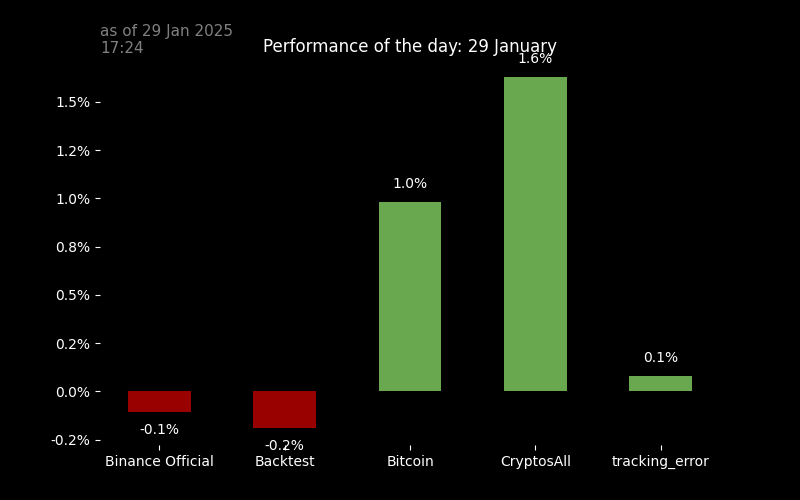 as of 29 Jan 2025
17:24
Performance of the day: 29 January
1.6%
1.5%
1.2%
1.0%
1.0%
0.8%
0.5%
0.2%
0.1%
0.0%
-0.1%
-0.2%
-0.2%
Binance Official
Backtest
Bitcoin
CryptosAll
tracking_error